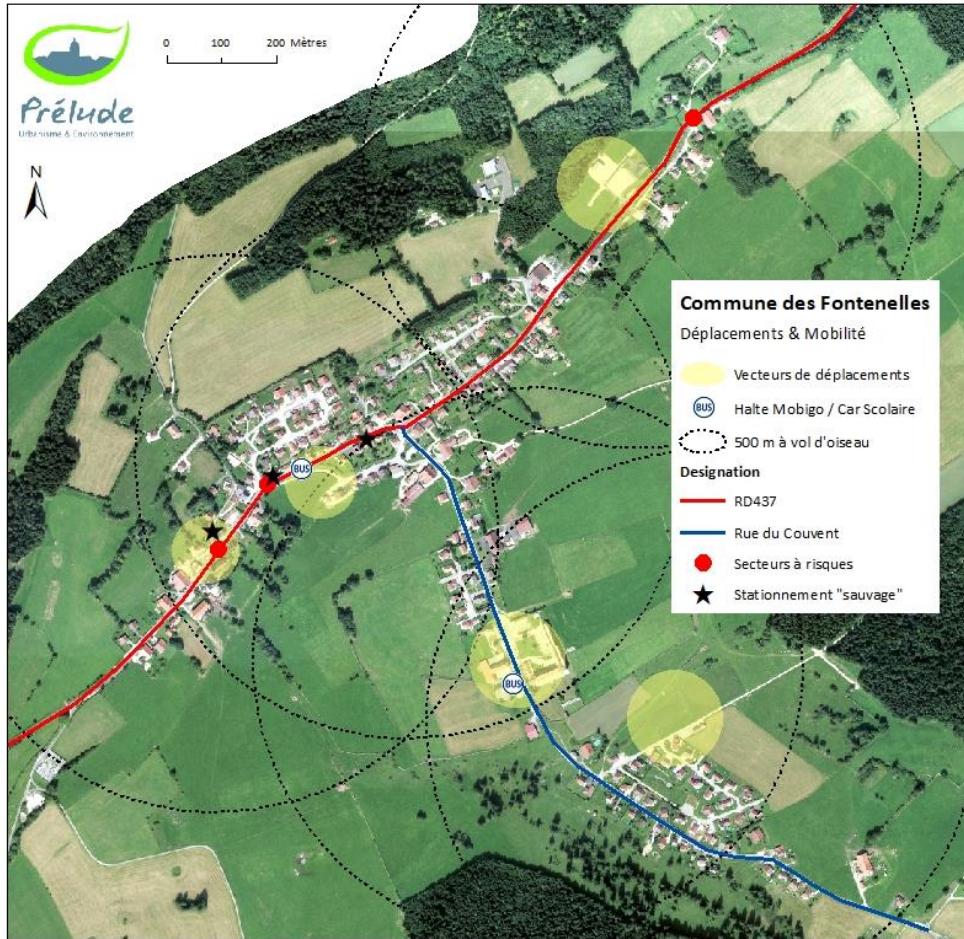 Prélude
Urbanisme & Environnement
0 100 200 Mètres
N
Commune des Fontenelles
Déplacements & Mobilité
Vecteurs de déplacements
BUS Halte Mobigo / Car Scolaire
500 m à vol d'oiseau
Designation
RD437
Rue du Couvent
Secteurs à risques
Stationnement "sauvage"
BUS
BUS